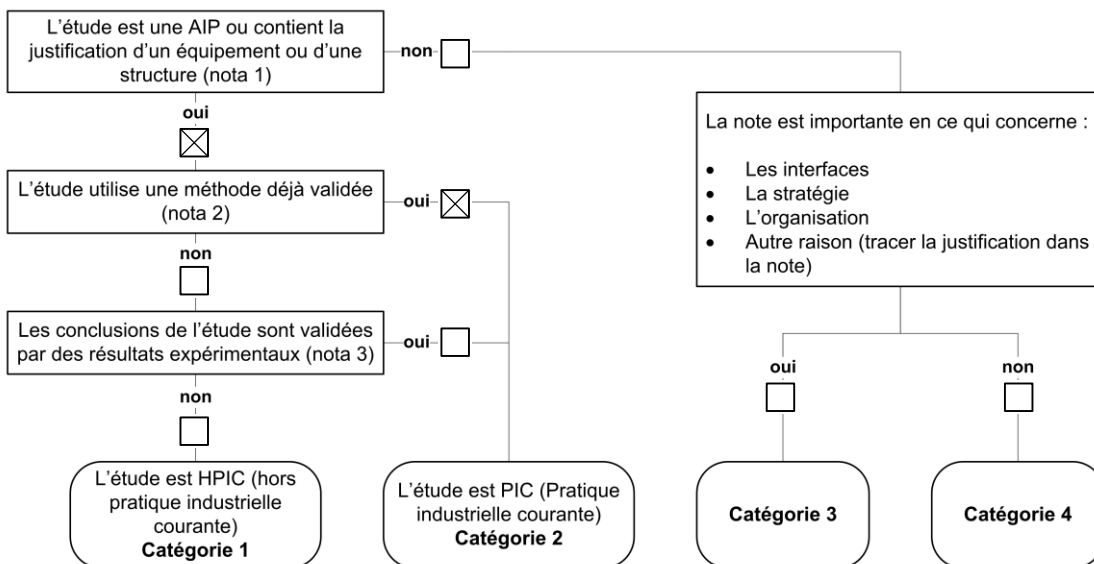 L’étude est une AIP ou contient la
justification d’un équipement ou d’une
structure (nota 1)
non
oui
La note est importante en ce qui concerne :
• Les interfaces
• La stratégie
• L’organisation
• Autre raison (tracer la justification dans
la note)
L’étude utilise une méthode déjà validée
(nota 2)
oui
non
Les conclusions de l’étude sont validées
par des résultats expérimentaux (nota 3)
oui
non
oui
non
L’étude est HPIC (hors
pratique industrielle
courante)
Catégorie 1
L’étude est PIC (Pratique
industrielle courante)
Catégorie 2
Catégorie 3
Catégorie 4